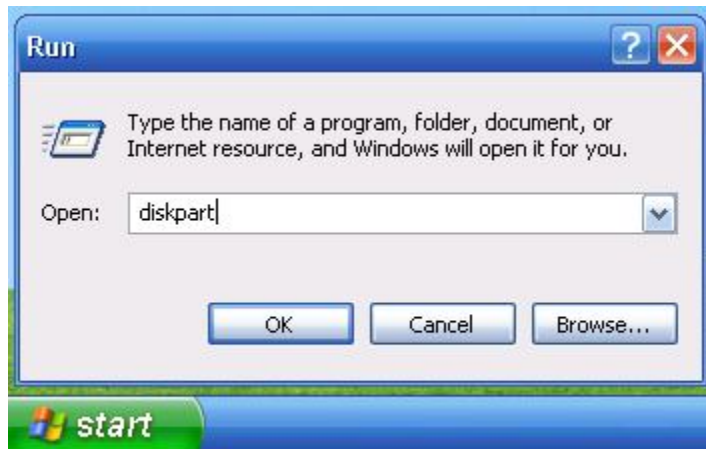 Run
Type the name of a program, folder, document, or
Internet resource, and Windows will open it for you.
Open: diskpart
OK Cancel Browse...
start